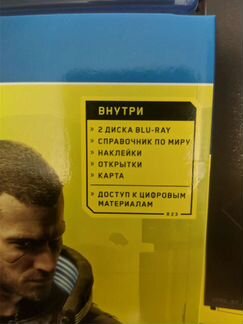 ВНУТРИ
» 2 ДИСКА BLU-RAY
» СПРАВОЧНИК ПО МИРУ
» НАКЛЕЙКИ
» ОТКРЫТКИ
» КАРТА
» ДОСТУП К ЦИФРОВЫМ
МАТЕРИАЛАМ